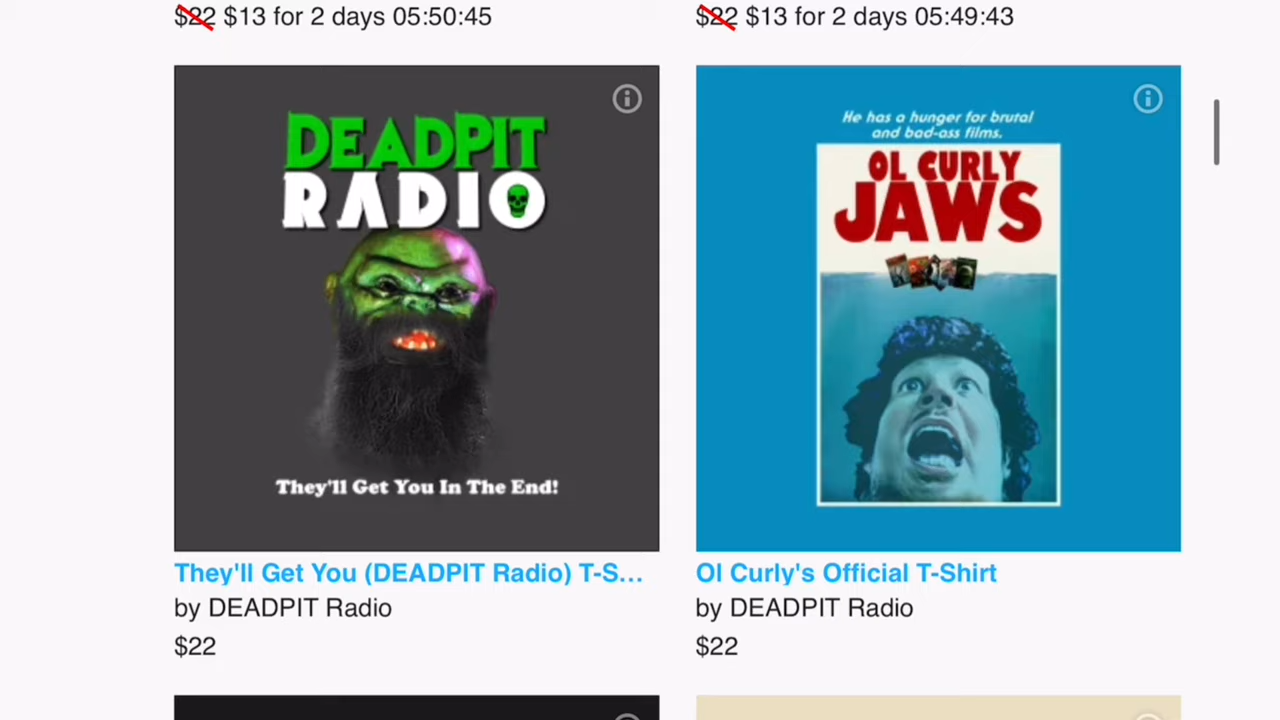 $22 $13 for 2 days 05:50:45
$22 $13 for 2 days 05:49:43
DEADPIT
RADIO
They'll Get You In The End!
He has a hunger for brutal
and bad-ass films.
OL CURLY
JAWS
They'll Get You (DEADPIT Radio) T-S...
by DEADPIT Radio
$22
Ol Curly's Official T-Shirt
by DEADPIT Radio
$22